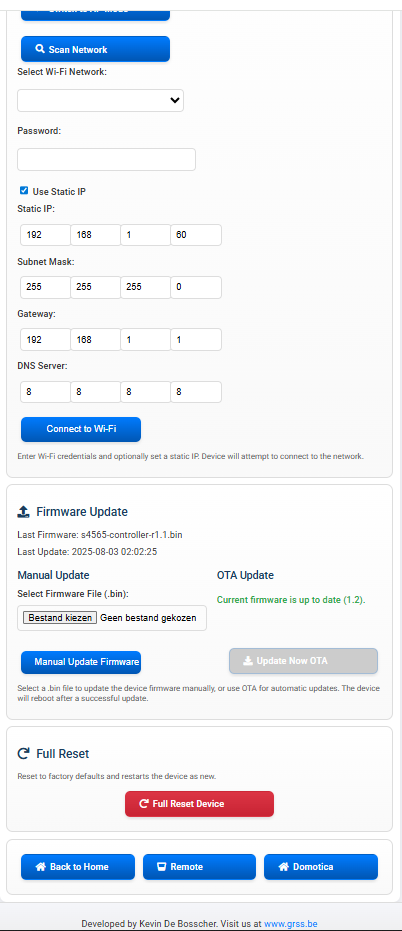 Scan Network
Select Wi-Fi Network:
Password:
Use Static IP
Static IP:
192 168 1 60
Subnet Mask:
255 255 255 0
Gateway:
192 168 1 1
DNS Server:
8 8 8 8
Connect to Wi-Fi
Enter Wi-Fi credentials and optionally set a static IP. Device will attempt to connect to the network.
Firmware Update
Last Firmware: s4565-controller-r1.1.bin
Last Update: 2025-08-03 02:02:25
Manual Update
Select Firmware File (.bin):
Bestand kiezen Geen bestand gekozen
Manual Update Firmware
OTA Update
Current firmware is up to date (1.2).
Update Now OTA
Select a .bin file to update the device firmware manually, or use OTA for automatic updates. The device
will reboot after a successful update.
Full Reset
Reset to factory defaults and restarts the device as new.
Full Reset Device
Back to Home
Remote
Domotica
Developed by Kevin De Bosscher. Visit us at www.grss.be